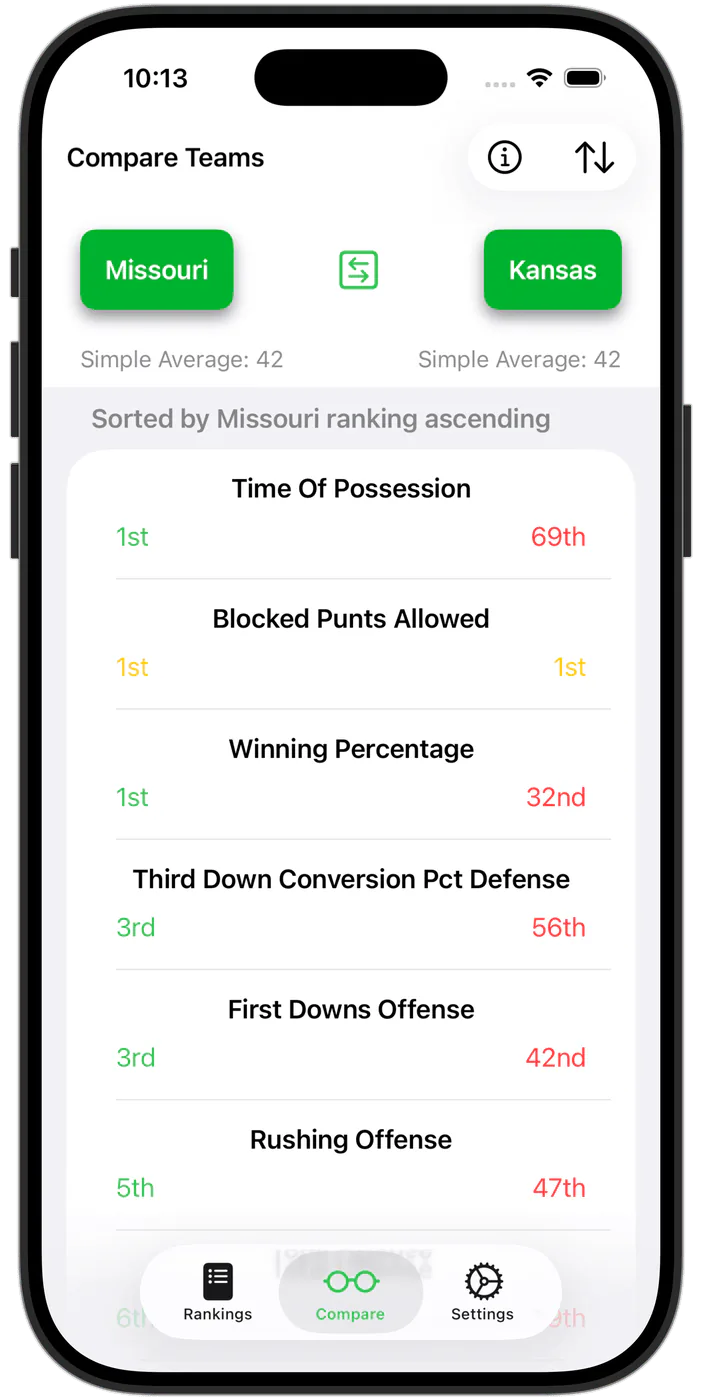 10:13
Compare Teams
Missouri
Kansas
Simple Average: 42
Simple Average: 42
Sorted by Missouri ranking ascending
Time Of Possession
1st
69th
Blocked Punts Allowed
1st
1st
Winning Percentage
1st
32nd
Third Down Conversion Pct Defense
3rd
56th
First Downs Offense
3rd
42nd
Rushing Offense
5th
47th
Rankings
Compare
Settings